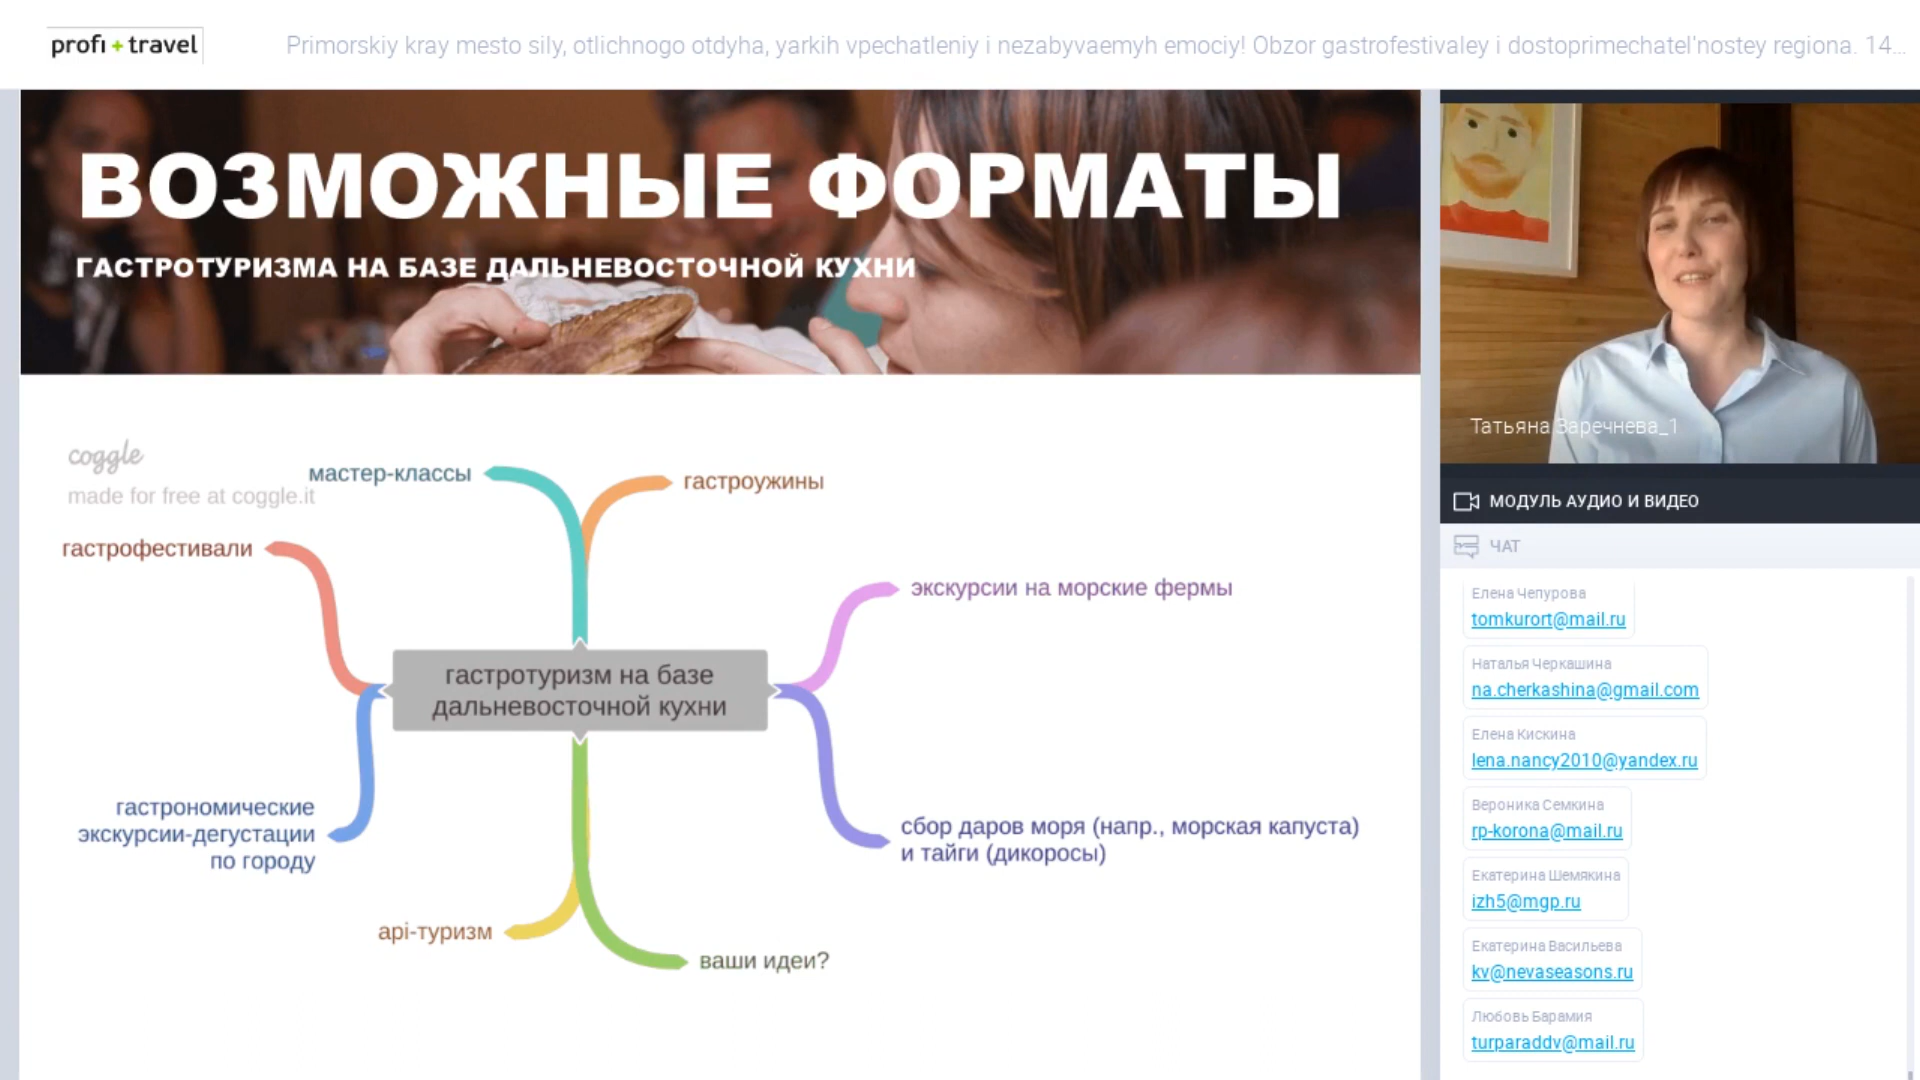 profi + travel
Primorskiy kray mesto sily, otlichnogo otdyha, yarkih vpechatleniy i nezabyvaemyh emociy! Obzor gastrofestivaley i dostoprimechatel'nostey regiona. 14...
ВОЗМОЖНЫЕ ФОРМАТЫ
ГАСТРОТУРИЗМА НА БАЗЕ ДАЛЬНЕВОСТОЧНОЙ КУХНИ
coggle
made for free at coggle.it
мастер-классы
гастроужины
гастрофестивали
экскурсии на морские фермы
гастротуризм на базе
дальневосточной кухни
гастрономические
экскурсии-дегустации
по городу
сбор даров моря (напр., морская капуста)
и тайги (дикоросы)
api-туризм
ваши идеи?
Татьяна Заречнева_1
МОДУЛЬ АУДИО И ВИДЕО
ЧАТ
Елена Чепурова
tomkurort@mail.ru
Наталья Черкашина
na.cherkashina@gmail.com
Елена Кискина
lena.nancy2010@yandex.ru
Вероника Семкина
rp-korona@mail.ru
Екатерина Шемякина
izh5@mgp.ru
Екатерина Васильева
kv@nevaseasons.ru
Любовь Барамия
turparaddv@mail.ru